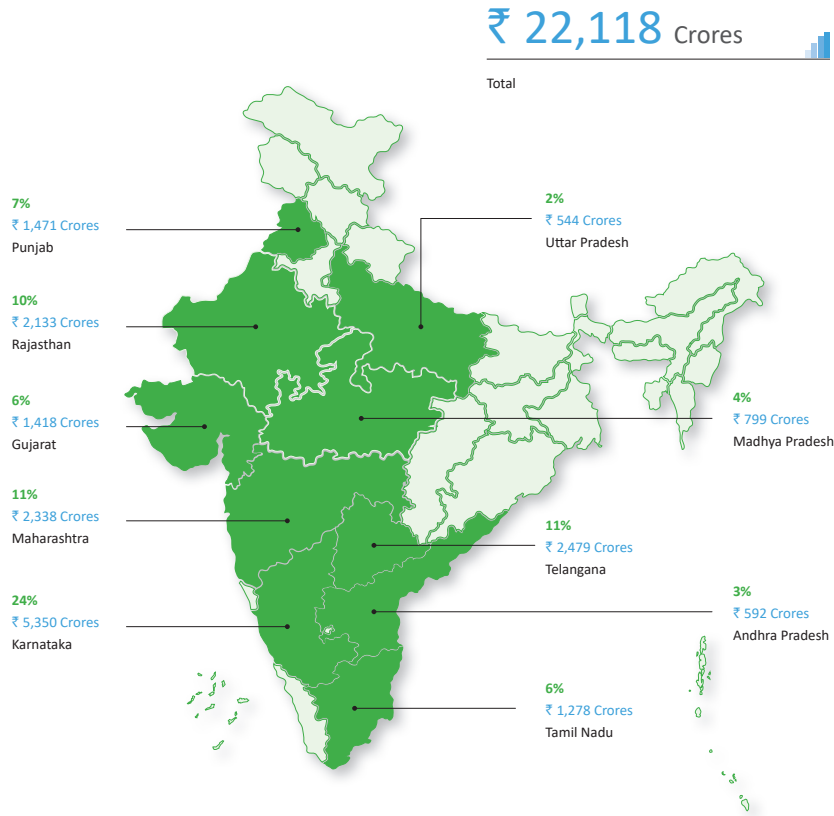 ₹ 22,118 Crores
Total
7%
₹ 1,471 Crores
Punjab
10%
₹ 2,133 Crores
Rajasthan
6%
₹ 1,418 Crores
Gujarat
11%
₹ 2,338 Crores
Maharashtra
24%
₹ 5,350 Crores
Karnataka
2%
₹ 544 Crores
Uttar Pradesh
4%
₹ 799 Crores
Madhya Pradesh
11%
₹ 2,479 Crores
Telangana
3%
₹ 592 Crores
Andhra Pradesh
6%
₹ 1,278 Crores
Tamil Nadu